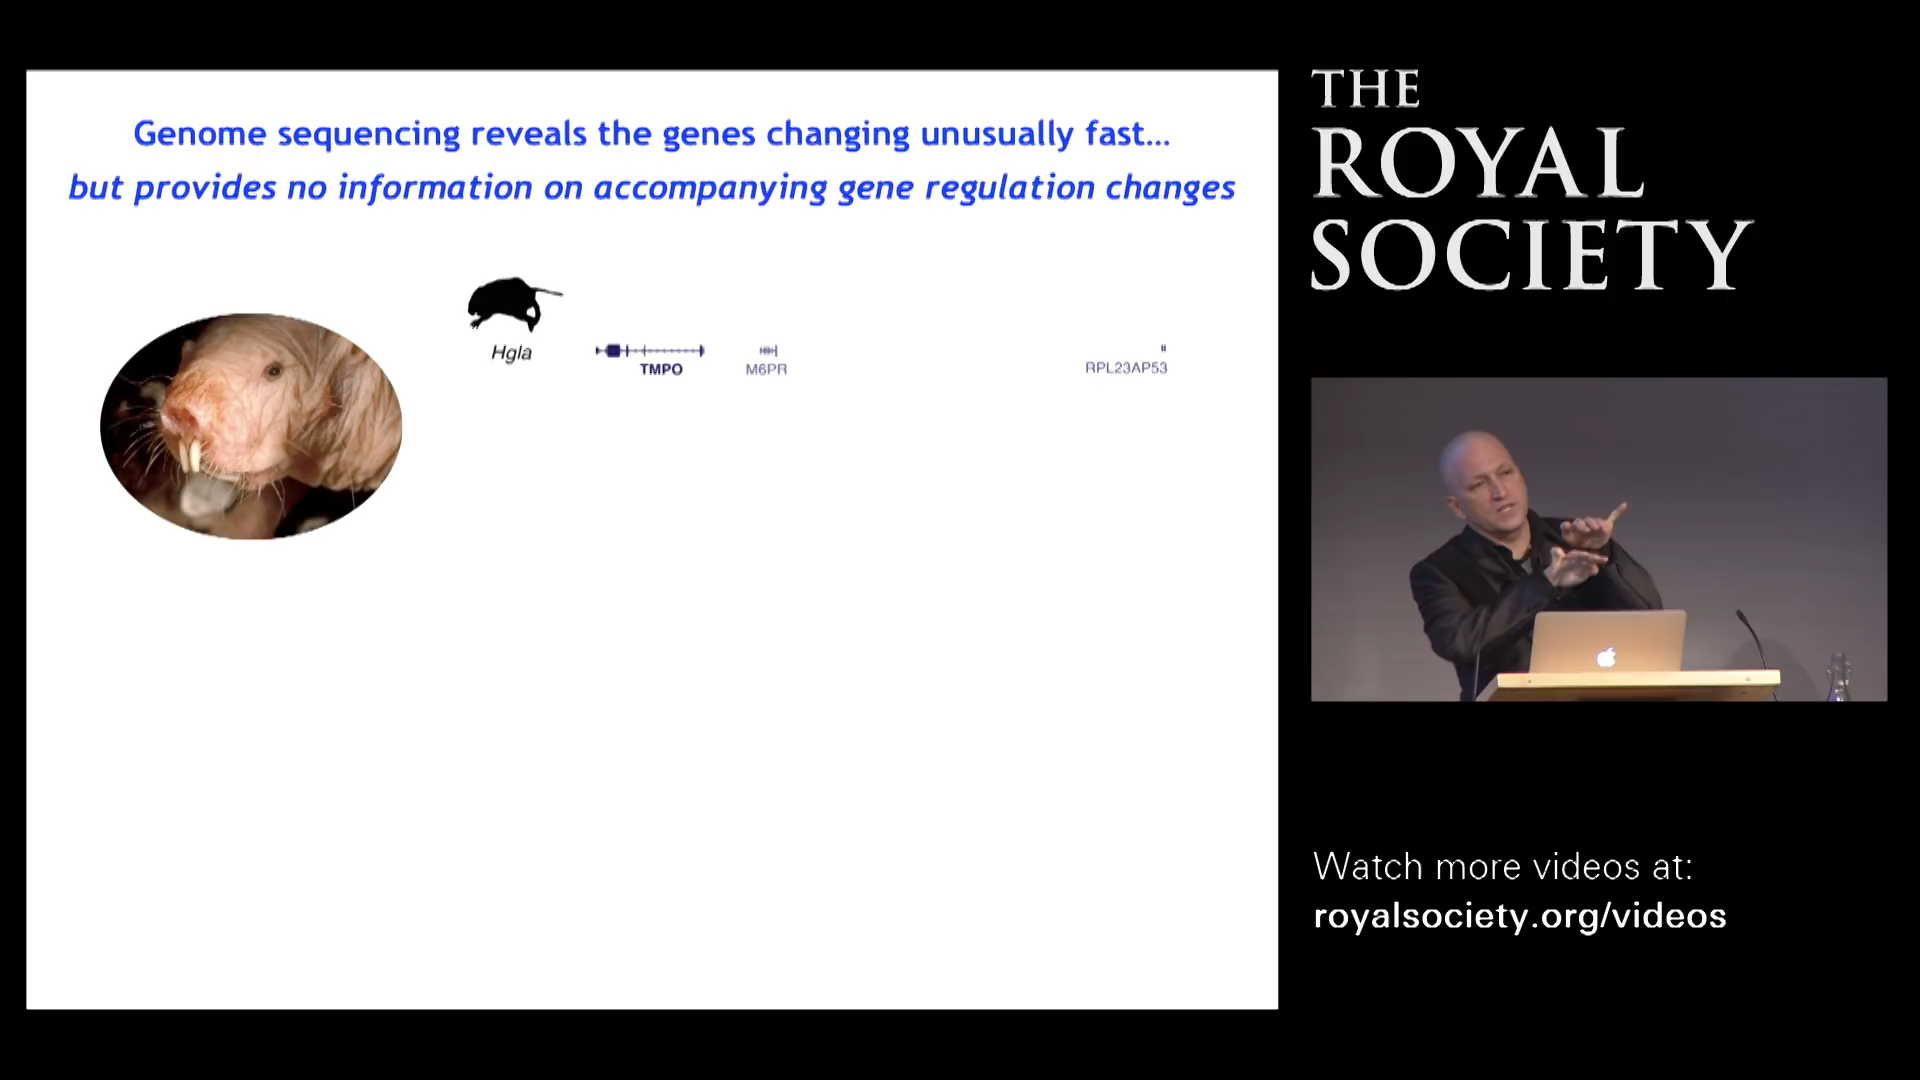 Genome sequencing reveals the genes changing unusually fast...
but provides no information on accompanying gene regulation changes
Hgla
TMPO
M6PR
RPL23AP53
THE
ROYAL
SOCIETY
Watch more videos at:
royalsociety.org/videos